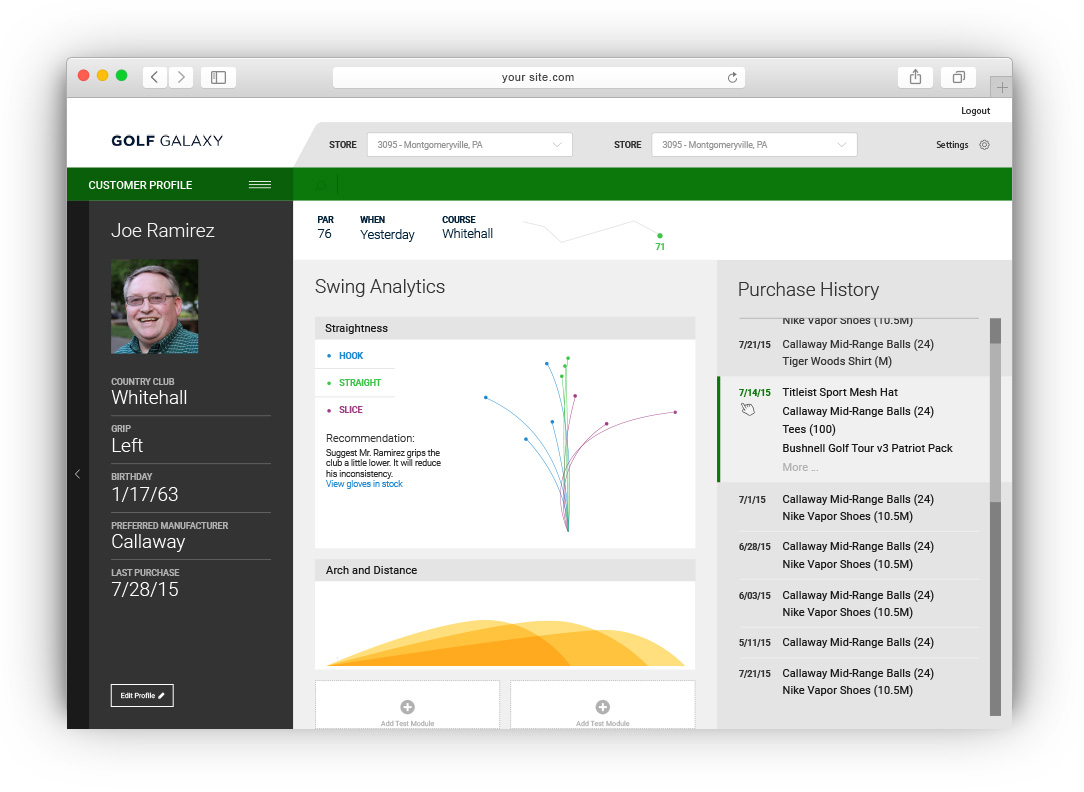 your site.com
Logout
GOLF GALAXY
STORE 3095 - Montgomeryville, PA
STORE 3095 - Montgomeryville, PA
Settings
CUSTOMER PROFILE
Joe Ramirez
COUNTRY CLUB
Whitehall
GRIP
Left
BIRTHDAY
1/17/63
PREFERRED MANUFACTURER
Callaway
LAST PURCHASE
7/28/15
Edit Profile
PAR WHEN COURSE
76 Yesterday Whitehall
71
Swing Analytics
Straightness
HOOK
STRAIGHT
SLICE
Recommendation:
Suggest Mr. Ramirez grips the
club a little lower. It will reduce
his inconsistency.
View gloves in stock
Arch and Distance
Add Test Module
Add Test Module
Purchase History
Nike Vapor Shoes (10.5M)
7/21/15 Callaway Mid-Range Balls (24)
Tiger Woods Shirt (M)
7/14/15 Titleist Sport Mesh Hat
Callaway Mid-Range Balls (24)
Tees (100)
Bushnell Golf Tour v3 Patriot Pack
More ...
7/1/15 Callaway Mid-Range Balls (24)
Nike Vapor Shoes (10.5M)
6/28/15 Callaway Mid-Range Balls (24)
Nike Vapor Shoes (10.5M)
6/03/15 Callaway Mid-Range Balls (24)
Nike Vapor Shoes (10.5M)
5/11/15 Callaway Mid-Range Balls (24)
7/21/15 Callaway Mid-Range Balls (24)
Nike Vapor Shoes (10.5M)